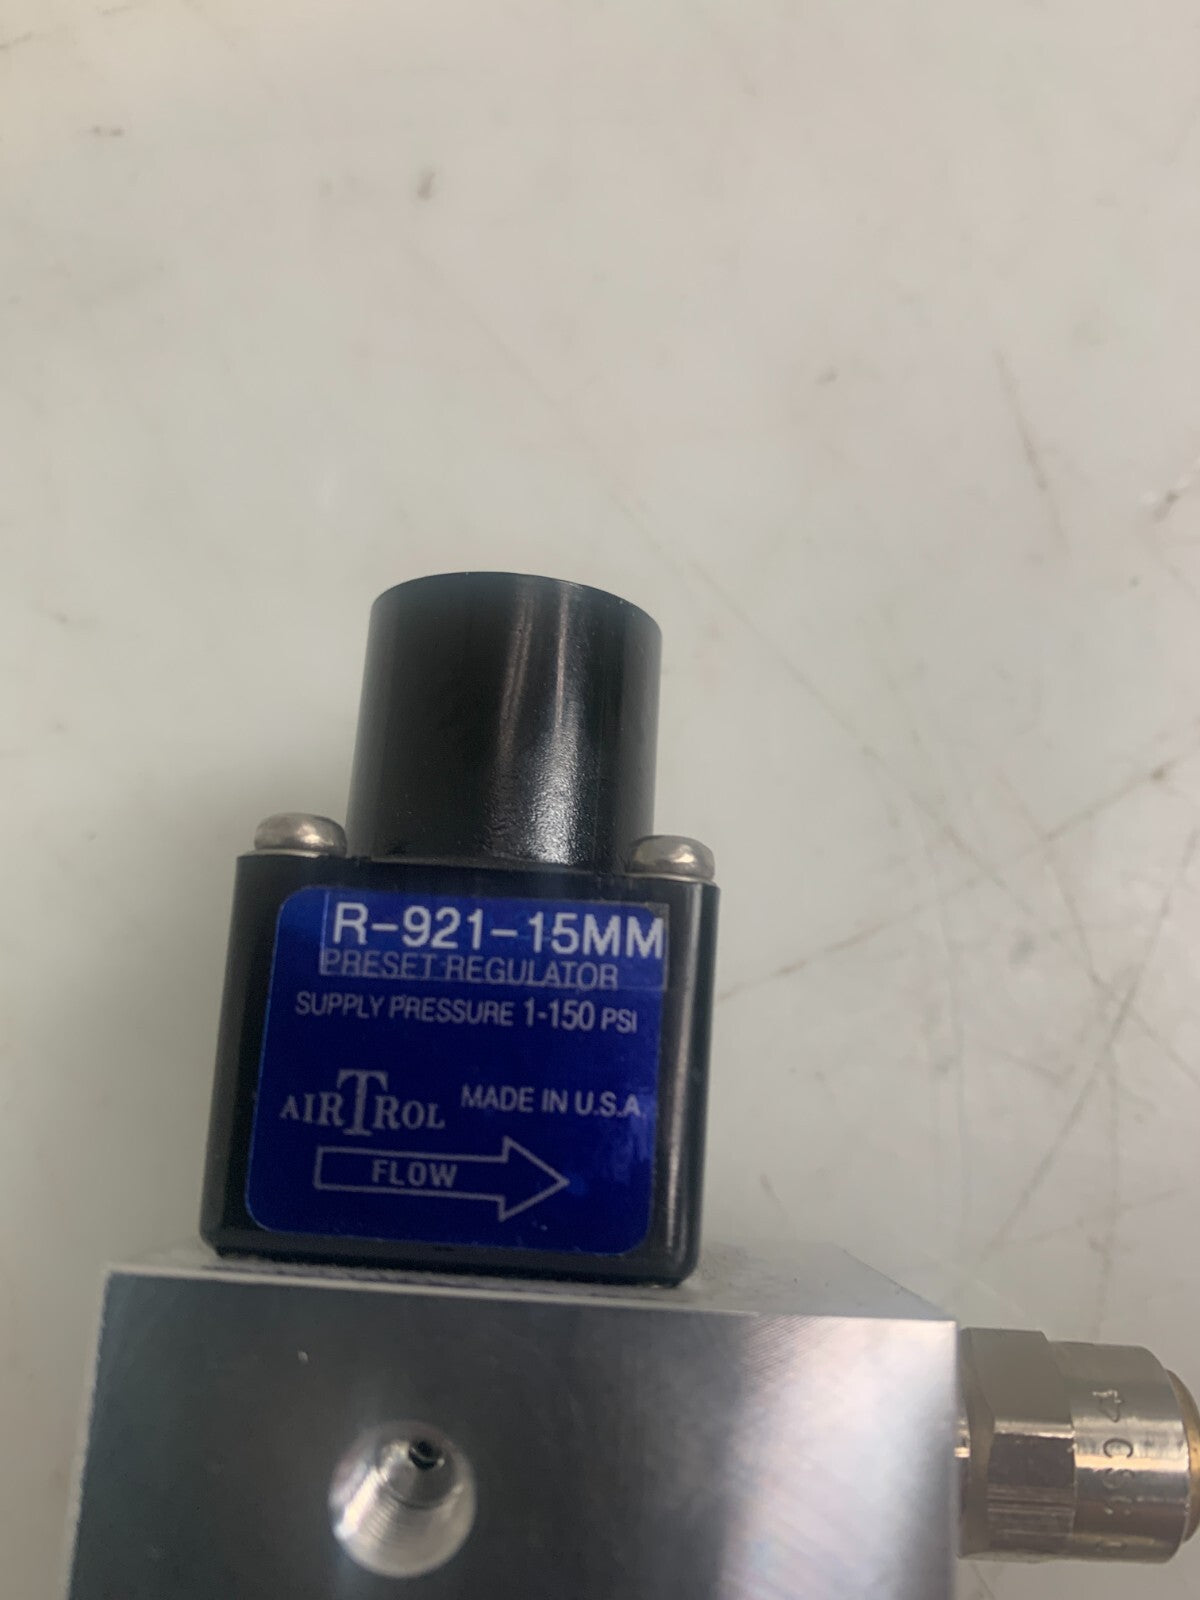 R-921-15MM
PRESET REGULATOR
SUPPLY PRESSURE 1-150 PSI
AIRTROL MADE IN U.S.A
FLOW